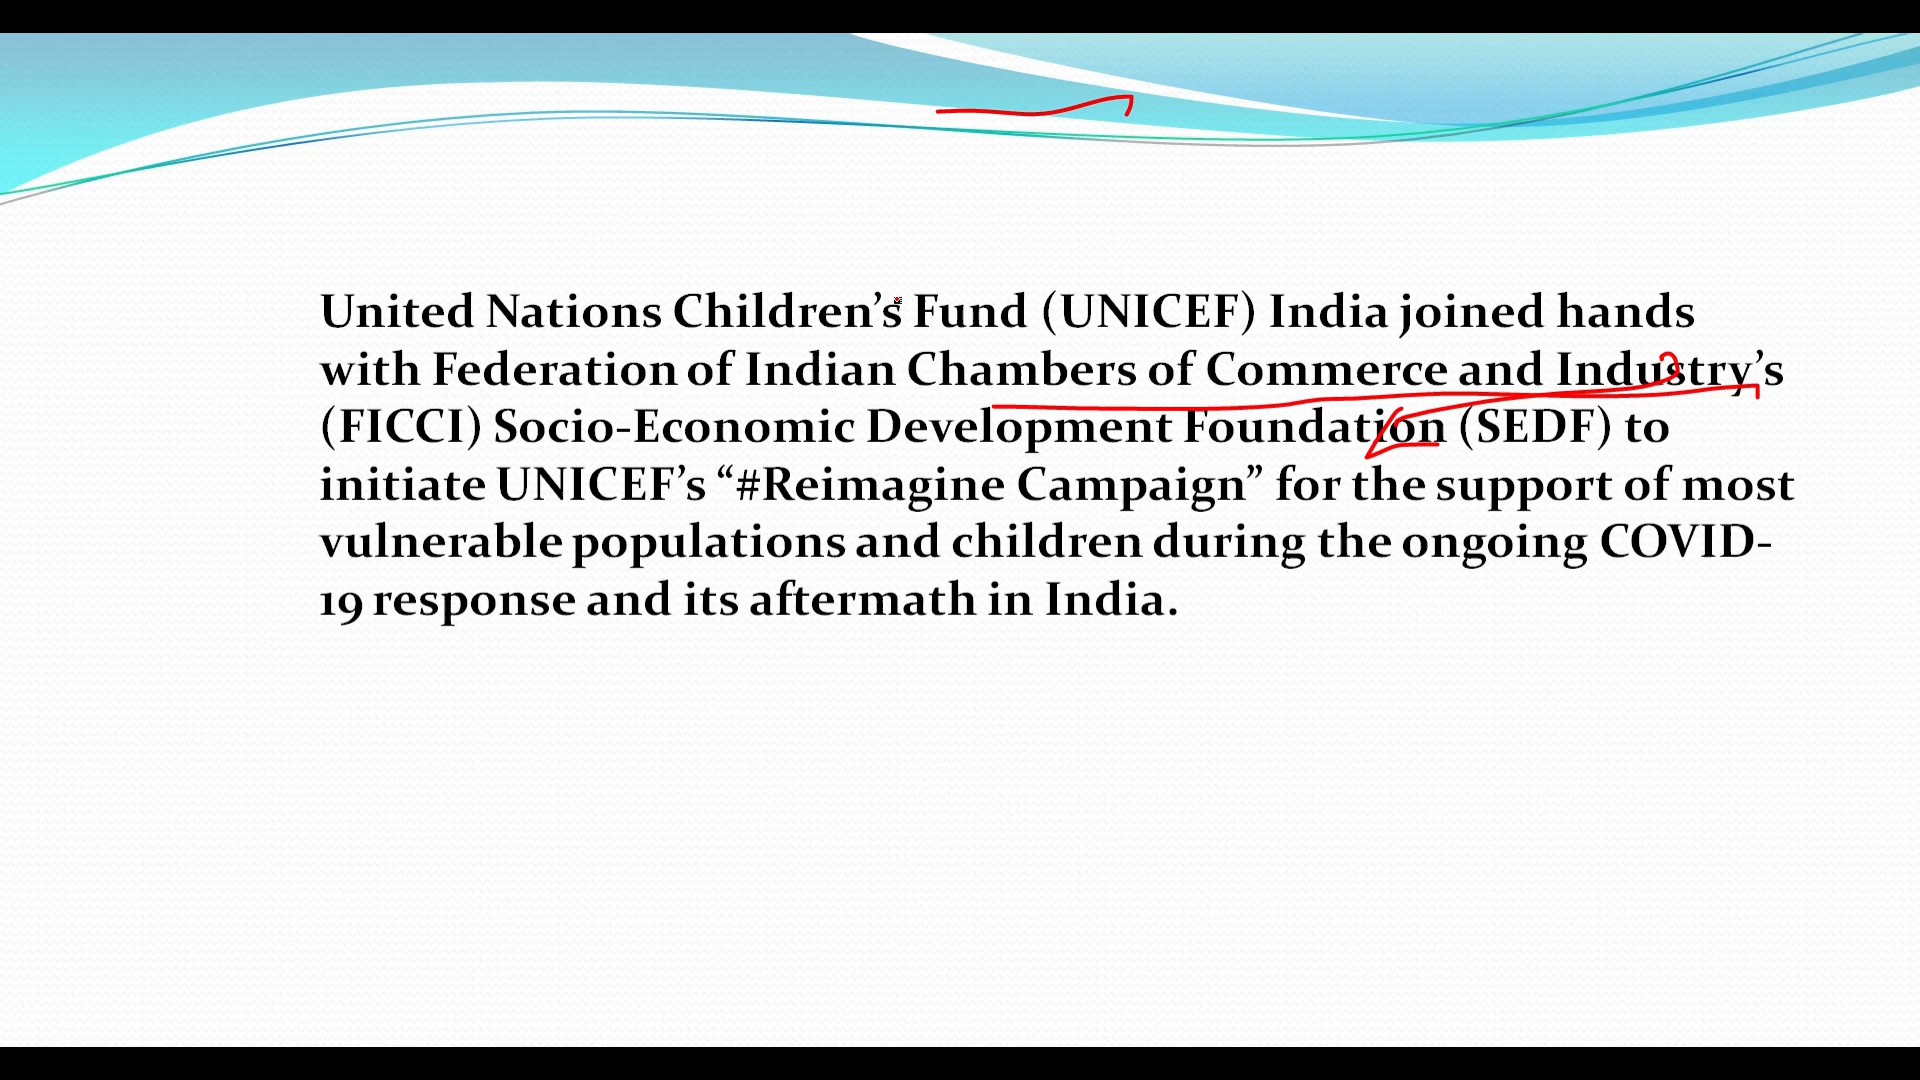 United Nations Children’s Fund (UNICEF) India joined hands
with Federation of Indian Chambers of Commerce and Industry’s
(FICCI) Socio-Economic Development Foundation (SEDF) to
initiate UNICEF’s “#Reimagine Campaign” for the support of most
vulnerable populations and children during the ongoing COVID-
19 response and its aftermath in India.